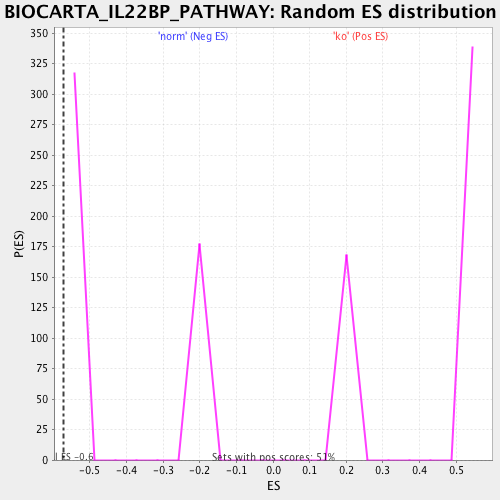 BIOCARTA_IL22BP_PATHWAY: Random ES distribution
'norm' (Neg ES) 'ko' (Pos ES)
350
325
300
275
250
225
200
175
150
125
100
75
50
25
0
P(ES)
ES -0.6
Sets with pos scores: 51%
-0.5 -0.4 -0.3 -0.2 -0.1 0.0 0.1 0.2 0.3 0.4 0.5
ES